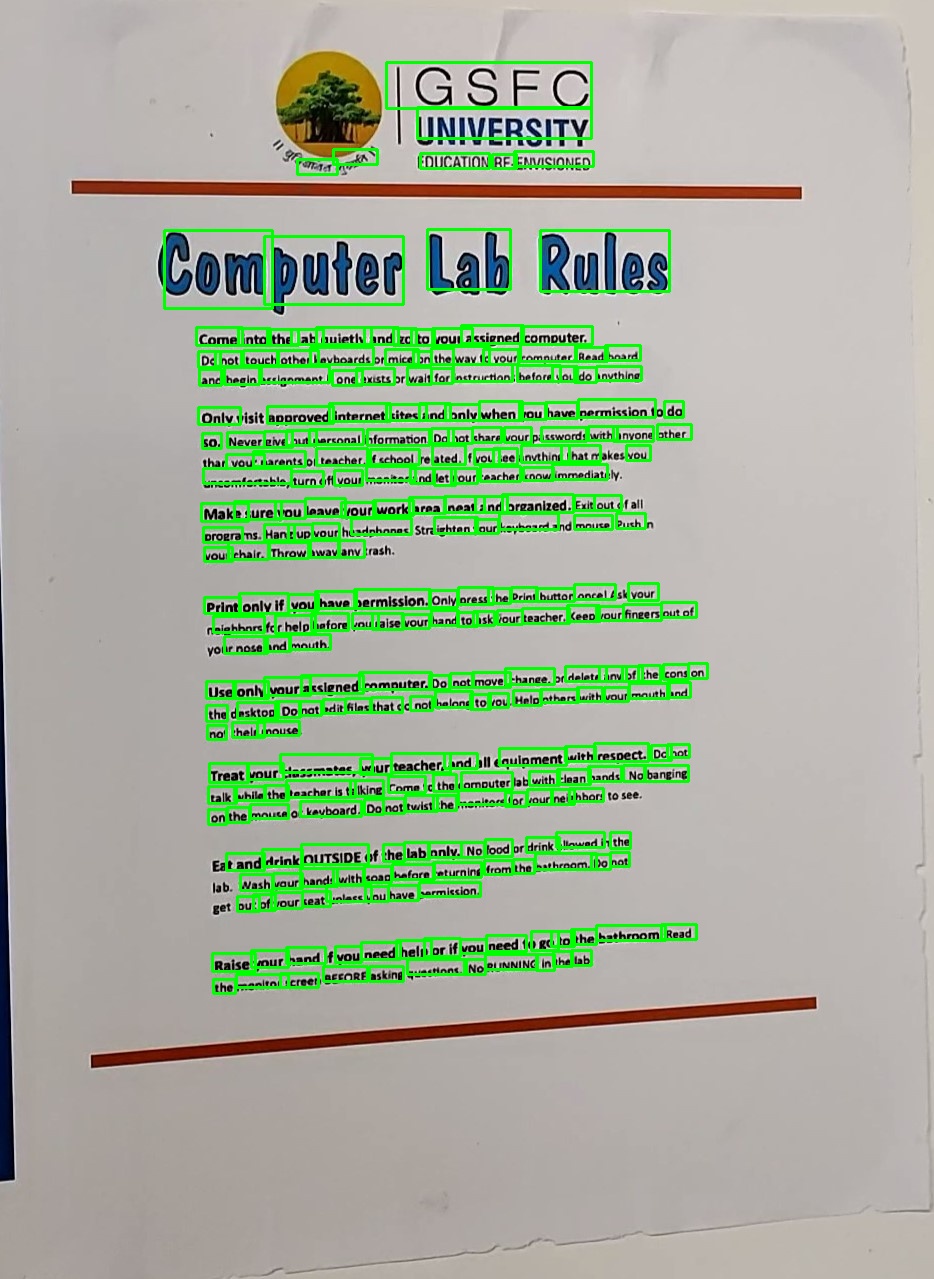 GSFC
UNIVERSITY
EDUCATION RE-ENVISIONED
Computer Lab Rules
Come into the lab quietly and go to your assigned computer.
Do not touch other keyboards or mice on the way to your computer. Read board
and begin assignment if one exists or wait for instructions before you do anything
Only visit approved internet sites and only when you have permission to do
so. Never give out personal information. Do not share your passwords with anyone other
than your parents or teacher, if school related. If you see anything that makes you
uncomfortable, turn off your monitor and let your teacher know immediately.
Make sure you leave your work area neat and organized. Exit out of all
programs. Hang up your headphones. Straighten your keyboard and mouse. Push in
your chair. Throw away any trash.
Print only if you have permission. Only press the Print button once! Ask your
neighbors for help before you raise your hand to ask your teacher. Keep your fingers out of
your nose and mouth.
Use only your assigned computer. Do not move, change, or delete any of the icons on
the desktop. Do not edit files that do not belong to you. Help others with your mouth and
not their mouse.
Treat your classmates, your teacher, and all equipment with respect. Do not
talk while the teacher is talking. Come to the computer lab with clean hands. No banging
on the mouse or keyboard. Do not twist the monitors for your neighbors to see.
Eat and drink OUTSIDE of the lab only. No food or drink allowed in the
lab. Wash your hands with soap before returning from the bathroom. Do not
get out of your seat unless you have permission.
Raise your hand if you need help or if you need to go to the bathroom. Read
the monitor screen BEFORE asking questions. No RUNNING in the lab